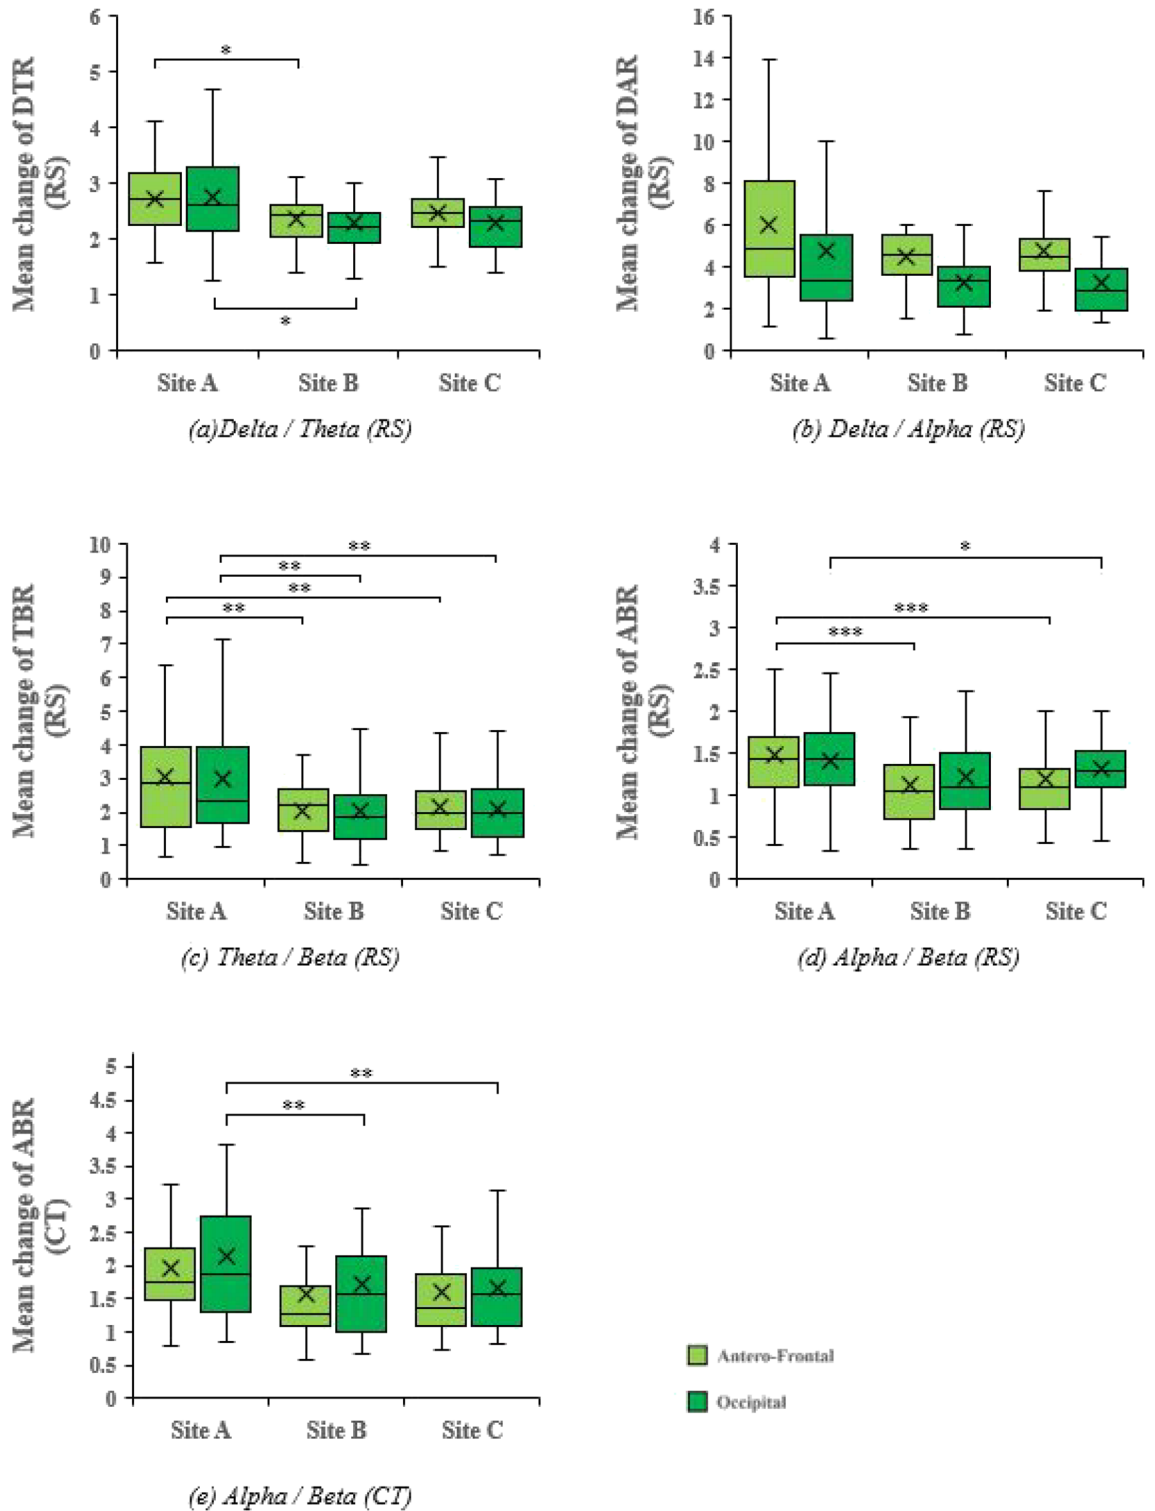 Mean change of DTR
(RS)
6
5
4
3
2
1
0
*
*
Site A
Site B
Site C
(a)Delta / Theta (RS)
Mean change of DAR
(RS)
16
14
12
10
8
6
4
2
0
Site A
Site B
Site C
(b) Delta / Alpha (RS)
Mean change of TBR
(RS)
10
9
8
7
6
5
4
3
2
1
0
**
**
**
**
Site A
Site B
Site C
(c) Theta / Beta (RS)
Mean change of ABR
(RS)
4
3.5
3
2.5
2
1.5
1
0.5
0
*
***
***
Site A
Site B
Site C
(d) Alpha / Beta (RS)
Mean change of ABR
(CT)
5
4.5
4
3.5
3
2.5
2
1.5
1
0.5
0
**
**
Site A
Site B
Site C
(e) Alpha / Beta (CT)
Antero-Frontal
Occipital